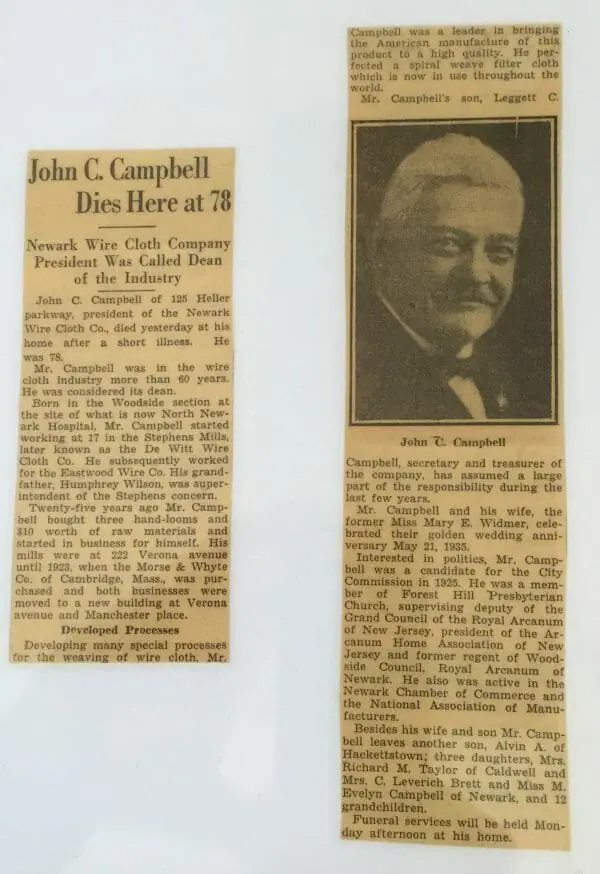 John C. Campbell
Dies Here at 78
Newark Wire Cloth Company
President Was Called Dean
of the Industry
John C. Campbell of 125 Heller
parkway, president of the Newark
Wire Cloth Co., died yesterday at his
home after a short illness. He
was 78.
Mr. Campbell was in the wire
cloth industry more than 60 years.
He was considered its dean.
Born in the Woodside section at
the site of what is now North New-
ark Hospital, Mr. Campbell started
working at 17 in the Stephens Mills,
later known as the De Witt Wire
Cloth Co. He subsequently worked
for the Eastwood Wire Co. His grand-
father, Humphrey Wilson, was super-
intendent of the Stephens concern.
Twenty-five years ago Mr. Camp-
bell bought three hand-looms and
$10 worth of raw materials and
started in business for himself. His
mills were at 222 Verona avenue
until 1923, when the Morse & Whyte
Co. of Cambridge, Mass., was pur-
chased and both businesses were
moved to a new building at Verona
avenue and Manchester place.
Developed Processes
Developing many special processes
for the weaving of wire cloth, Mr.
Campbell was a leader in bringing
the American manufacture of this
product to a high quality. He per-
fected a spiral weave filter cloth
which is now in use throughout the
world.
Mr. Campbell's son, Leggett C.
John C. Campbell
Campbell, secretary and treasurer of
the company, has assumed a large
part of the responsibility during the
last few years.
Mr. Campbell and his wife, the
former Miss Mary E. Widmer, cele-
brated their golden wedding anni-
versary May 21, 1935.
Interested in politics, Mr. Camp-
bell was a candidate for the City
Commission in 1925. He was a mem-
ber of Forest Hill Presbyterian
Church, supervising deputy of the
Grand Council of the Royal Arcanum
of New Jersey, president of the Ar-
canum Home Association of New
Jersey and former regent of Wood-
side Council, Royal Arcanum of
Newark. He also was active in the
Newark Chamber of Commerce and
the National Association of Manu-
facturers.
Besides his wife and son Mr. Camp-
bell leaves another son, Alvin A. of
Hackettstown; three daughters, Mrs.
Richard M. Taylor of Caldwell and
Mrs. C. Leverich Brett and Miss M.
Evelyn Campbell of Newark, and 12
grandchildren.
Funeral services will be held Mon-
day afternoon at his home.